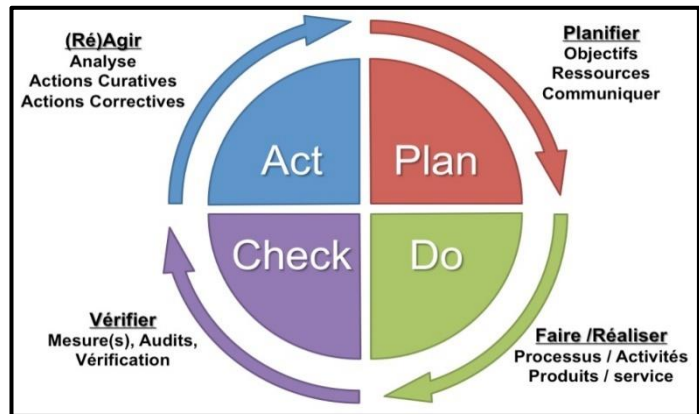 (Ré)Agir
Analyse
Actions Curatives
Actions Correctives
Planifier
Objectifs
Ressources
Communiquer
Act
Plan
Check
Do
Vérifier
Mesure(s), Audits,
Vérification
Faire /Réaliser
Processus / Activités
Produits / service